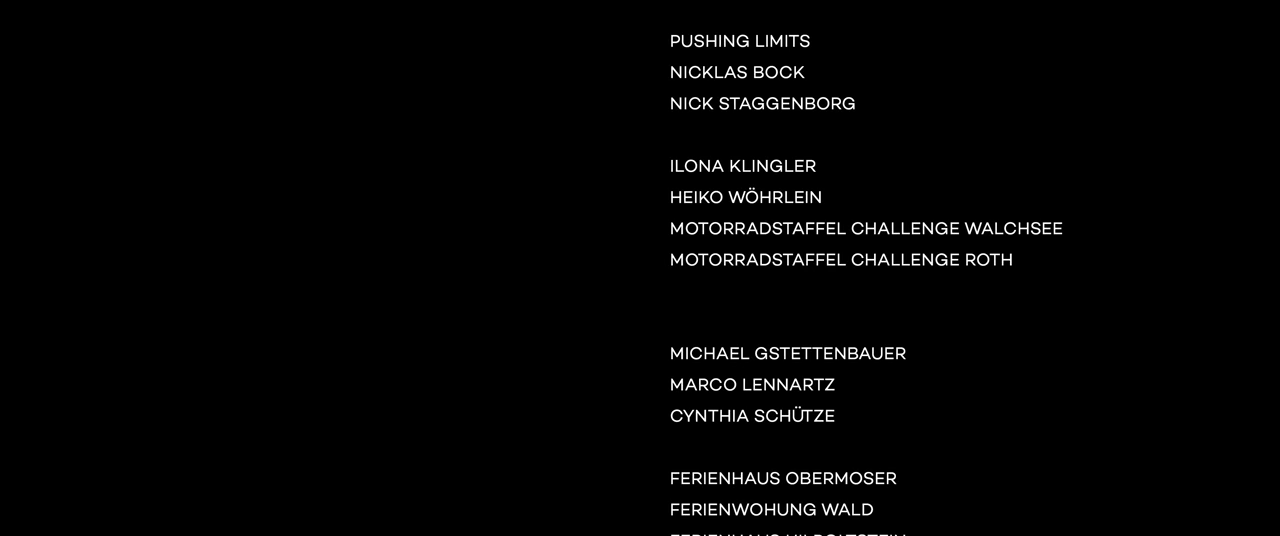 PUSHING LIMITS
NICKLAS BOCK
NICK STAGGENBORG
ILONA KLINGLER
HEIKO WÖHRLEIN
MOTORRADSTAFFEL CHALLENGE WALCHSEE
MOTORRADSTAFFEL CHALLENGE ROTH
MICHAEL GSTETTENBAUER
MARCO LENNARTZ
CYNTHIA SCHÜTZE
FERIENHAUS OBERMOSER
FERIENWOHUNG WALD